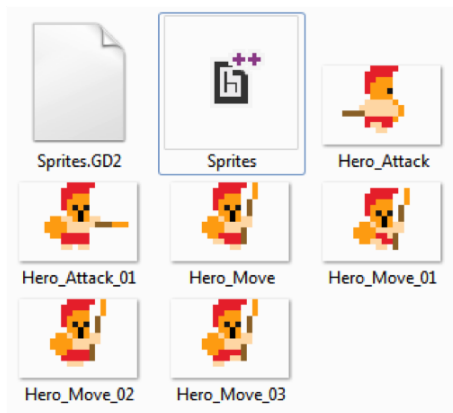 Sprites.GD2
h++
Sprites
Hero_Attack
Hero_Attack_01
Hero_Move
Hero_Move_01
Hero_Move_02
Hero_Move_03